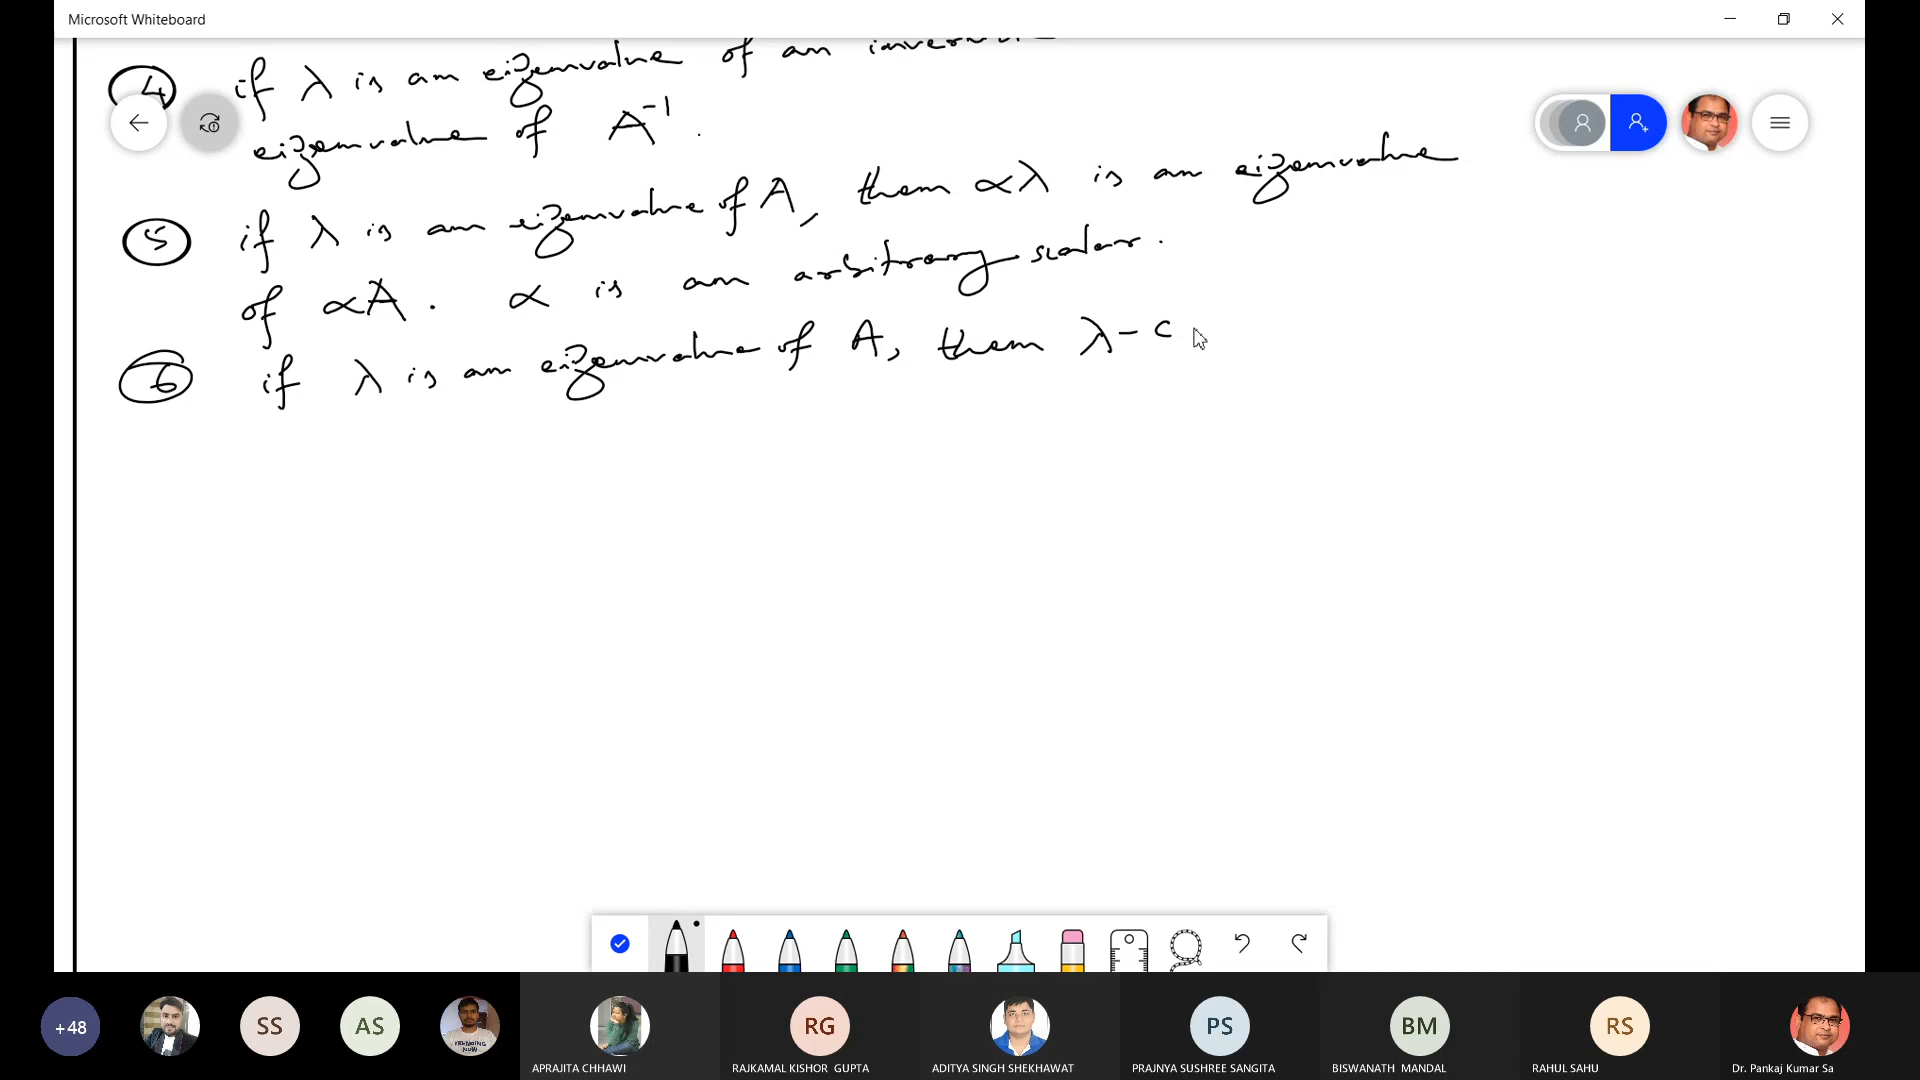 Microsoft Whiteboard
4 if λ is an eigenvalue of an
eigenvalue of A⁻¹.
5 if λ is an eigenvalue of A, then αλ is an eigenvalue
of αA. α is an arbitrary scalar.
6 if λ is an eigenvalue of A, then λ - c
+48
SS
AS
TRENDING NOW
RG
PS
BM
RS
APRAJITA CHHAWI
RAJKAMAL KISHOR GUPTA
ADITYA SINGH SHEKHAWAT
PRAJNYA SUSHREE SANGITA
BISWANATH MANDAL
RAHUL SAHU
Dr. Pankaj Kumar Sa